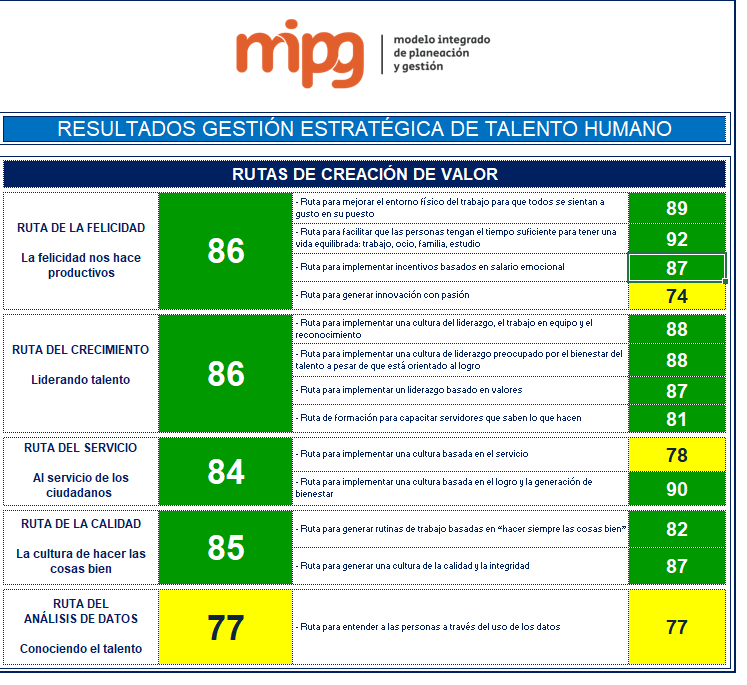 mipg
modelo integrado
de planeación
y gestión
RESULTADOS GESTIÓN ESTRATÉGICA DE TALENTO HUMANO
RUTAS DE CREACIÓN DE VALOR
RUTA DE LA FELICIDAD
La felicidad nos hace
productivos
86
- Ruta para mejorar el entorno físico del trabajo para que todos se sientan a
gusto en su puesto
89
- Ruta para facilitar que las personas tengan el tiempo suficiente para tener una
vida equilibrada: trabajo, ocio, familia, estudio
92
- Ruta para implementar incentivos basados en salario emocional
87
- Ruta para generar innovación con pasión
74
RUTA DEL CRECIMIENTO
Liderando talento
86
- Ruta para implementar una cultura del liderazgo, el trabajo en equipo y el
reconocimiento
88
- Ruta para implementar una cultura de liderazgo preocupado por el bienestar del
talento a pesar de que está orientado al logro
88
- Ruta para implementar un liderazgo basado en valores
87
- Ruta de formación para capacitar servidores que saben lo que hacen
81
RUTA DEL SERVICIO
Al servicio de los
ciudadanos
84
- Ruta para implementar una cultura basada en el servicio
78
- Ruta para implementar una cultura basada en el logro y la generación de
bienestar
90
RUTA DE LA CALIDAD
La cultura de hacer las
cosas bien
85
- Ruta para generar rutinas de trabajo basadas en “hacer siempre las cosas bien”
82
- Ruta para generar una cultura de la calidad y la integridad
87
RUTA DEL
ANÁLISIS DE DATOS
Conociendo el talento
77
- Ruta para entender a las personas a través del uso de los datos
77